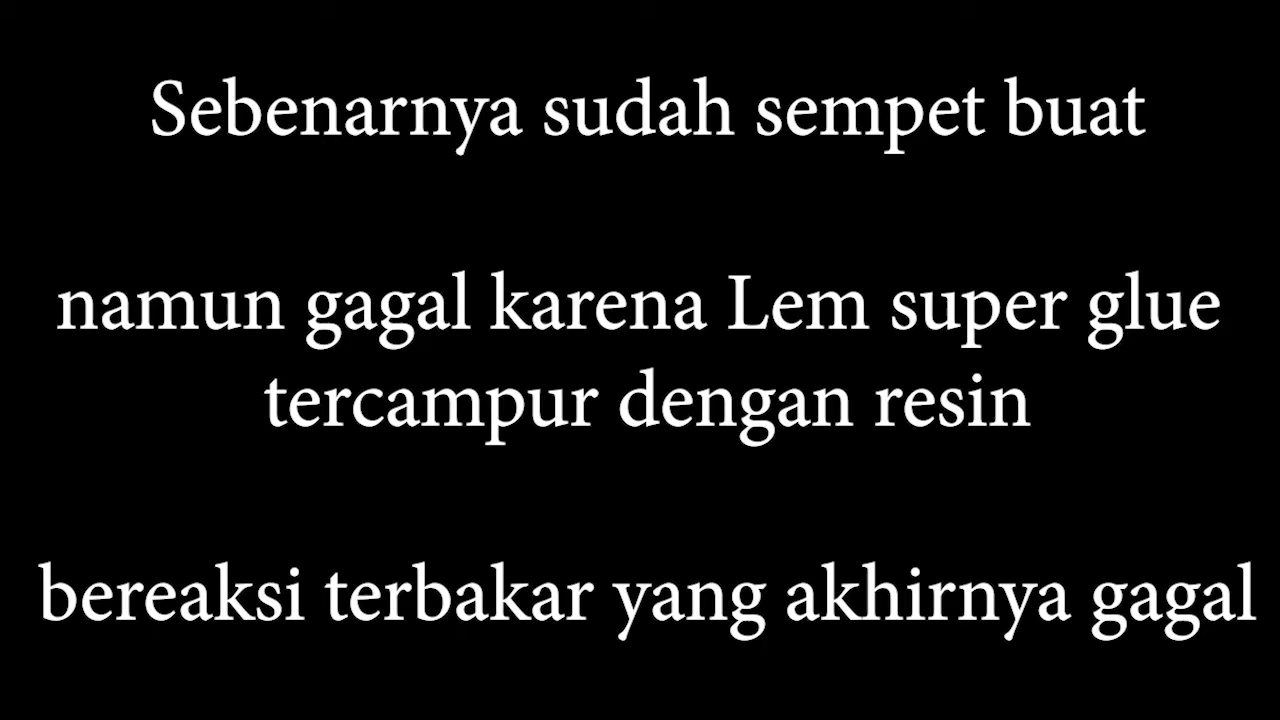 Sebenarnya sudah sempet buat
namun gagal karena Lem super glue
tercampur dengan resin
bereaksi terbakar yang akhirnya gagal